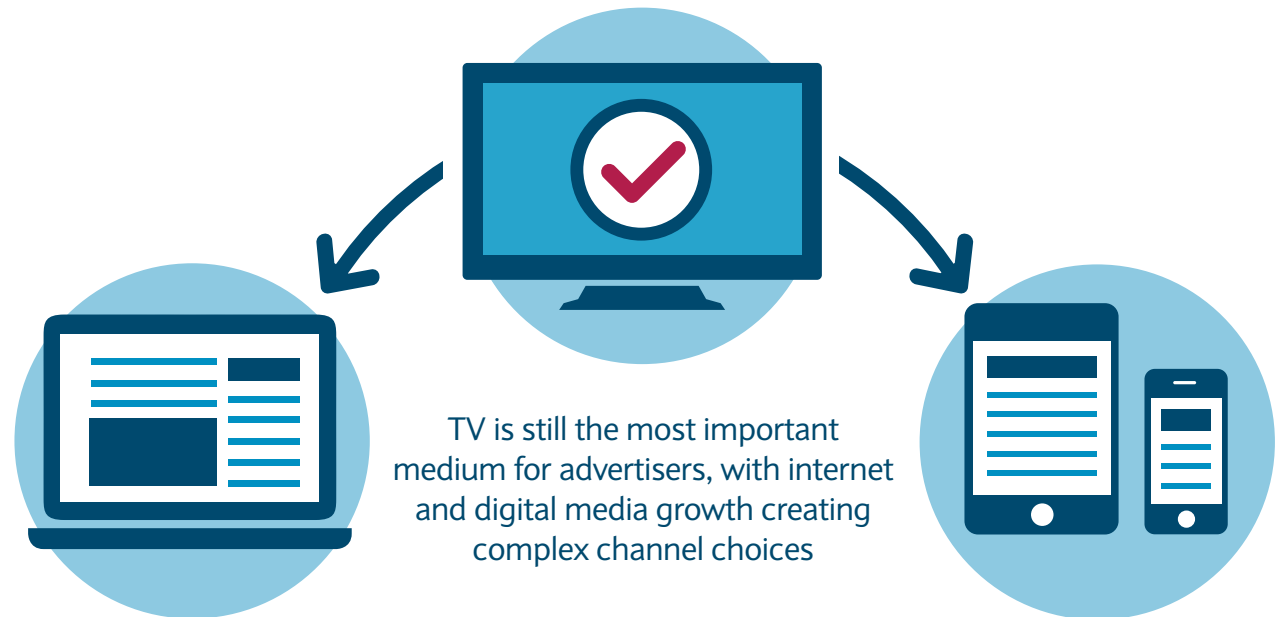 TV is still the most important
medium for advertisers, with internet
and digital media growth creating
complex channel choices